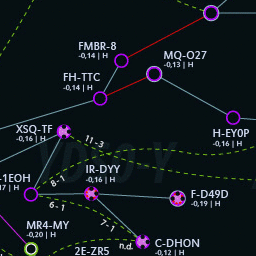 FMBR-8
-0,14 | H
MQ-O27
-0,13 | H
FH-TTC
-0,14 | H
XSQ-TF
-0,16 | H
H-EY0P
-0,16 | H
11-3
IR-DYY
-0,16 | H
-1EOH
17 | H
8-1
F-D49D
-0,19 | H
6-1
MR4-MY
-0,20 | H
7-1
n.d.
C-DHON
-0,12 | H
2E-ZR5